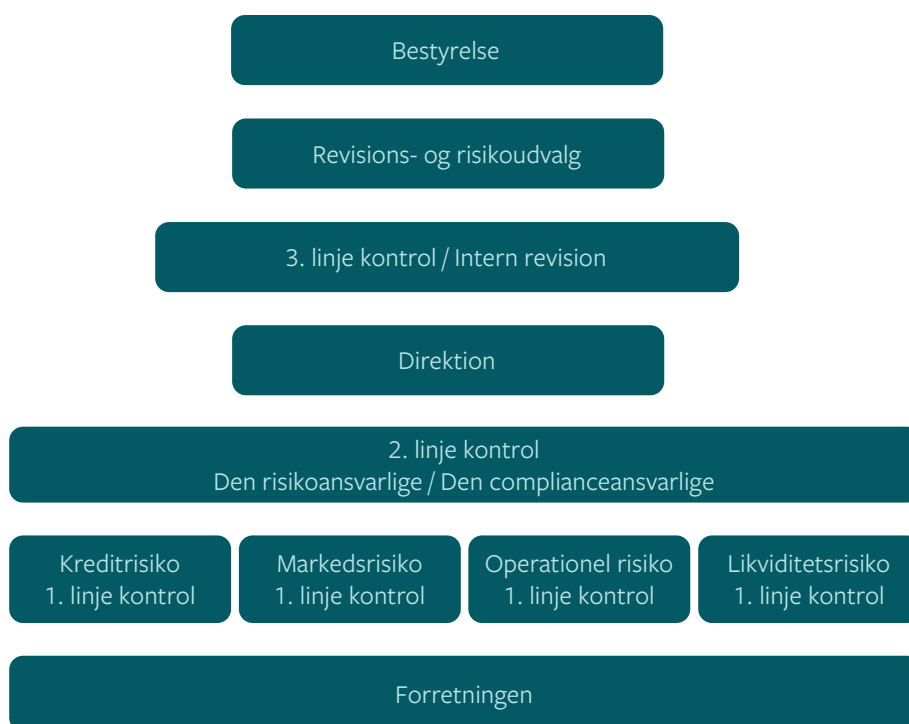 Bestyrelse
Revisions- og risikoudvalg
3. linje kontrol / Intern revision
Direktion
2. linje kontrol
Den risikoansvarlige / Den complianceansvarlige
Kreditrisiko
1. linje kontrol
Markedsrisiko
1. linje kontrol
Operationel risiko
1. linje kontrol
Likviditetsrisiko
1. linje kontrol
Forretningen